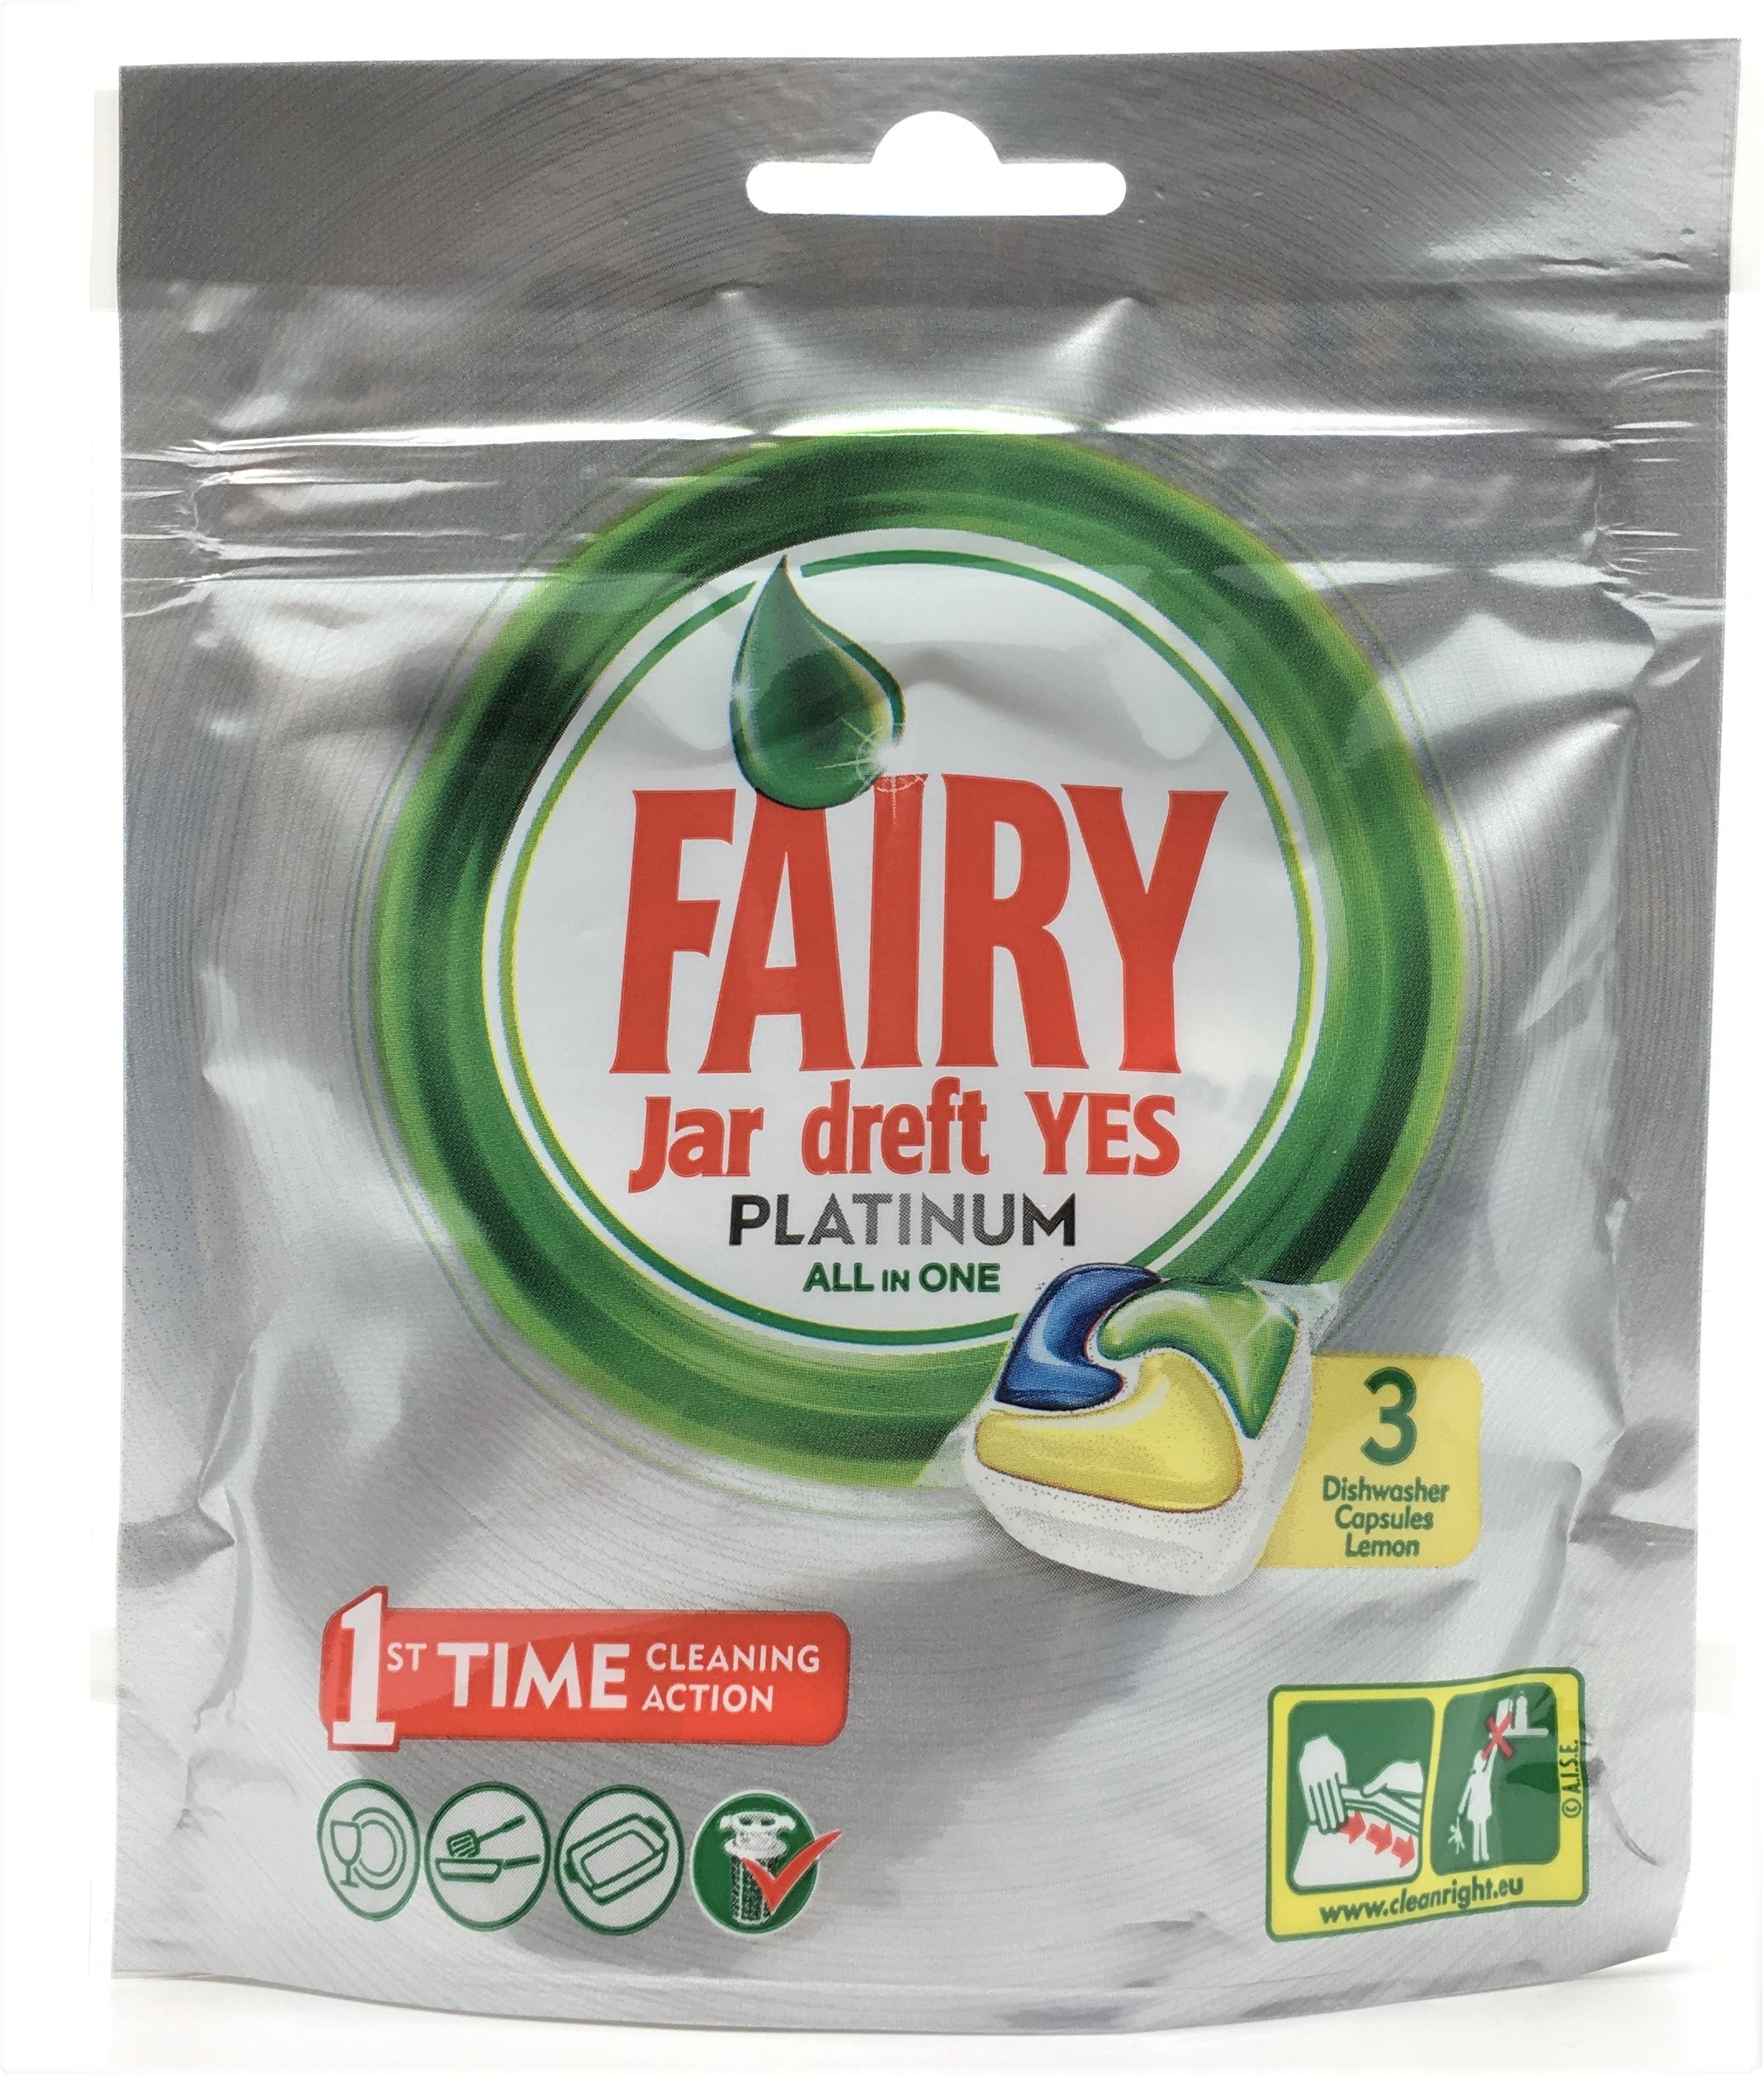 FAIRY
Jar dreft YES
PLATINUM
ALL IN ONE
3
Dishwasher
Capsules
Lemon
1ST TIME CLEANING
ACTION
© A.I.S.E.
www.cleanright.eu